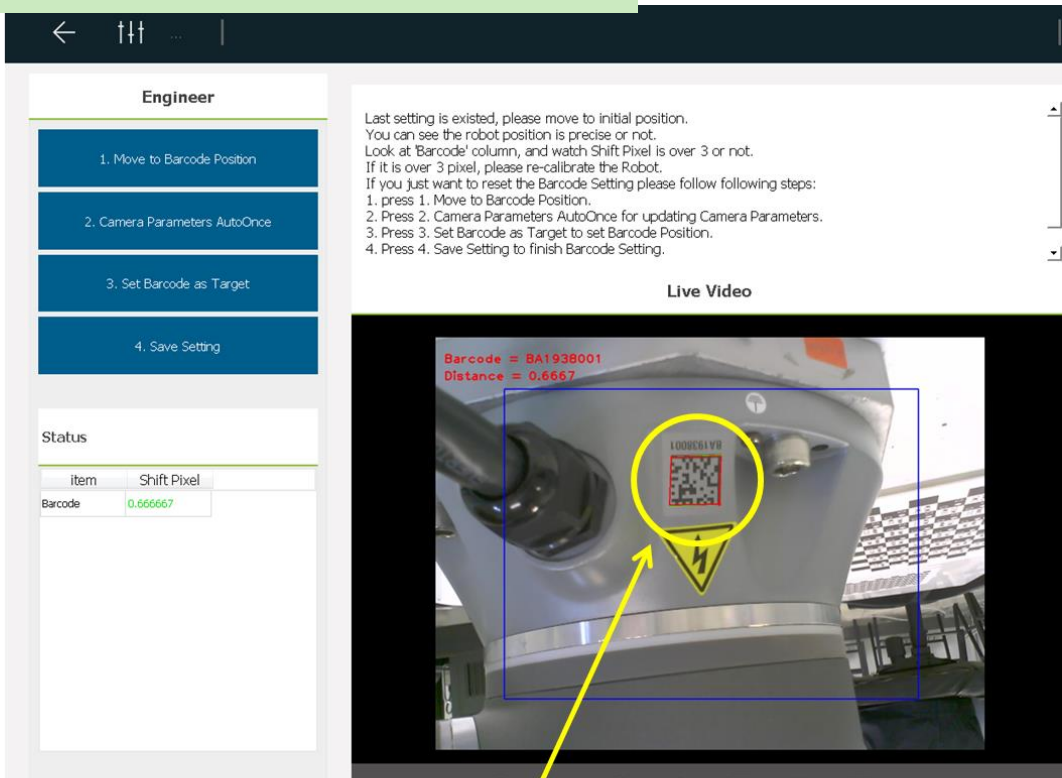 ...
Engineer
1. Move to Barcode Position
2. Camera Parameters AutoOnce
3. Set Barcode as Target
4. Save Setting
Status
item Shift Pixel
Barcode 0.666667
Last setting is existed, please move to initial position.
You can see the robot position is precise or not.
Look at 'Barcode' column, and watch Shift Pixel is over 3 or not.
If it is over 3 pixel, please re-calibrate the Robot.
If you just want to reset the Barcode Setting please follow following steps:
1. press 1. Move to Barcode Position.
2. Press 2. Camera Parameters AutoOnce for updating Camera Parameters.
3. Press 3. Set Barcode as Target to set Barcode Position.
4. Press 4. Save Setting to finish Barcode Setting.
Live Video
Barcode = BA1938001
Distance = 0.6667
BA1938001